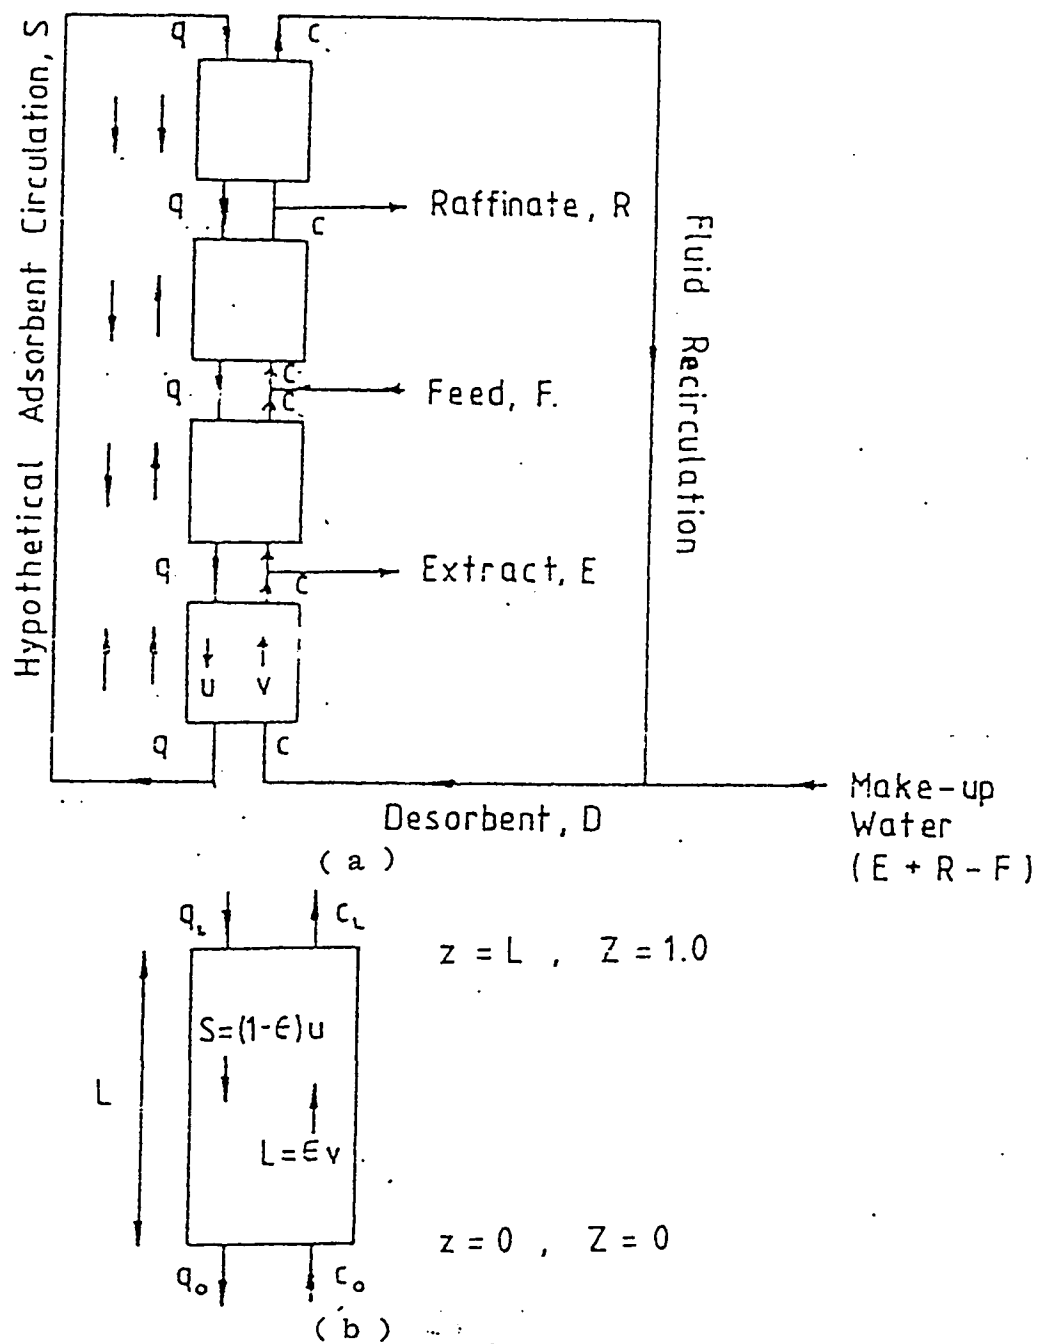 Hypothetical Adsorbent Circulation, S
q
c
q
Raffinate, R
c
Fluid Recirculation
c
q
c
Feed, F.
q
Extract, E
c
u
v
q
c
Make-up
Water
(E + R - F)
Desorbent, D
(a)
q_L
c_L
z = L , Z = 1.0
S=(1-ϵ)u
L
L=ϵv
z = 0 , Z = 0
q_o
c_o
(b)